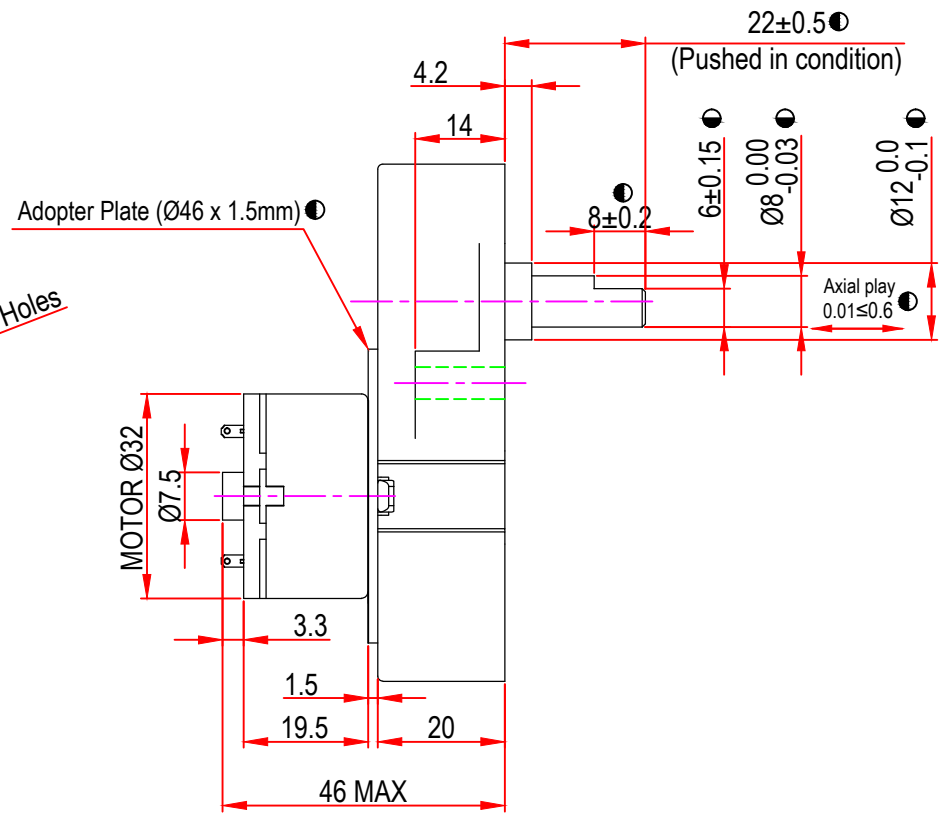 22±0.5
(Pushed in condition)
4.2
14
6±0.15
Ø8 0.00
-0.03
Ø12 0.0
-0.1
8±0.2
Adopter Plate (Ø46 x 1.5mm)
Axial play
0.01≤0.6
Holes
MOTOR Ø32
Ø7.5
3.3
1.5
19.5
20
46 MAX